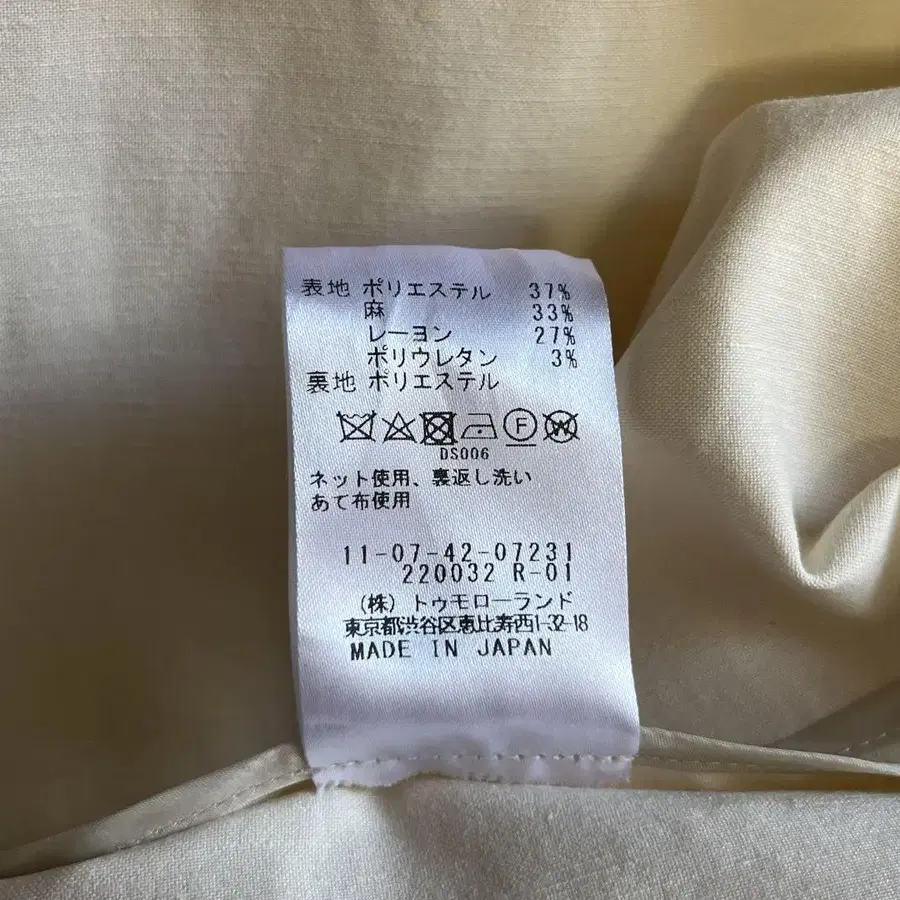 表地 ポリエステル 37%
麻 33%
レーヨン 27%
ポリウレタン 3%
裏地 ポリエステル
F W
DS006
ネット使用、裏返し洗い
あて布使用
11-07-42-07231
220032 R-01
(株) トゥモローランド
東京都渋谷区恵比寿西1-32-18
MADE IN JAPAN